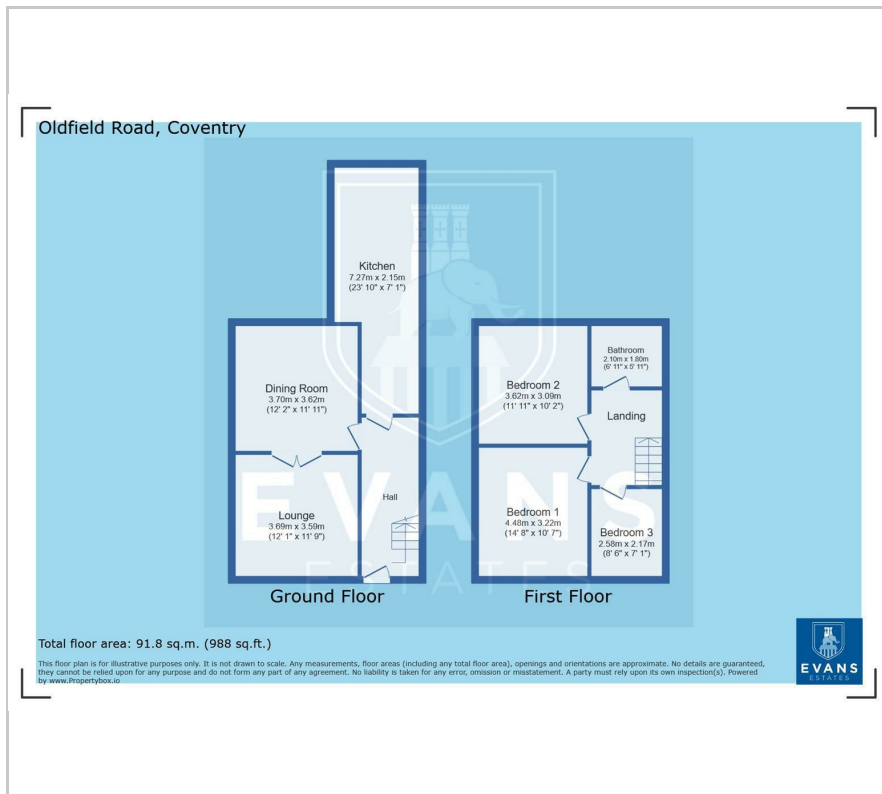 Oldfield Road, Coventry
Kitchen
7.27m x 2.15m
(23' 10" x 7' 1")
Dining Room
3.70m x 3.62m
(12' 2" x 11' 11")
Hall
Lounge
3.69m x 3.59m
(12' 1" x 11' 9")
Ground Floor
Bathroom
2.10m x 1.80m
(6' 11" x 5' 11")
Bedroom 2
3.62m x 3.09m
(11' 11" x 10' 2")
Landing
Bedroom 1
4.48m x 3.22m
(14' 8" x 10' 7")
Bedroom 3
2.58m x 2.17m
(8' 6" x 7' 1")
First Floor
EVANS
ESTATES
Total floor area: 91.8 sq.m. (988 sq.ft.)
This floor plan is for illustrative purposes only. It is not drawn to scale. Any measurements, floor areas (including any total floor area), openings and orientations are approximate. No details are guaranteed,
they cannot be relied upon for any purpose and do not form any part of any agreement. No liability is taken for any error, omission or misstatement. A party must rely upon its own inspection(s). Powered
by www.Propertybox.io
EVANS
ESTATES